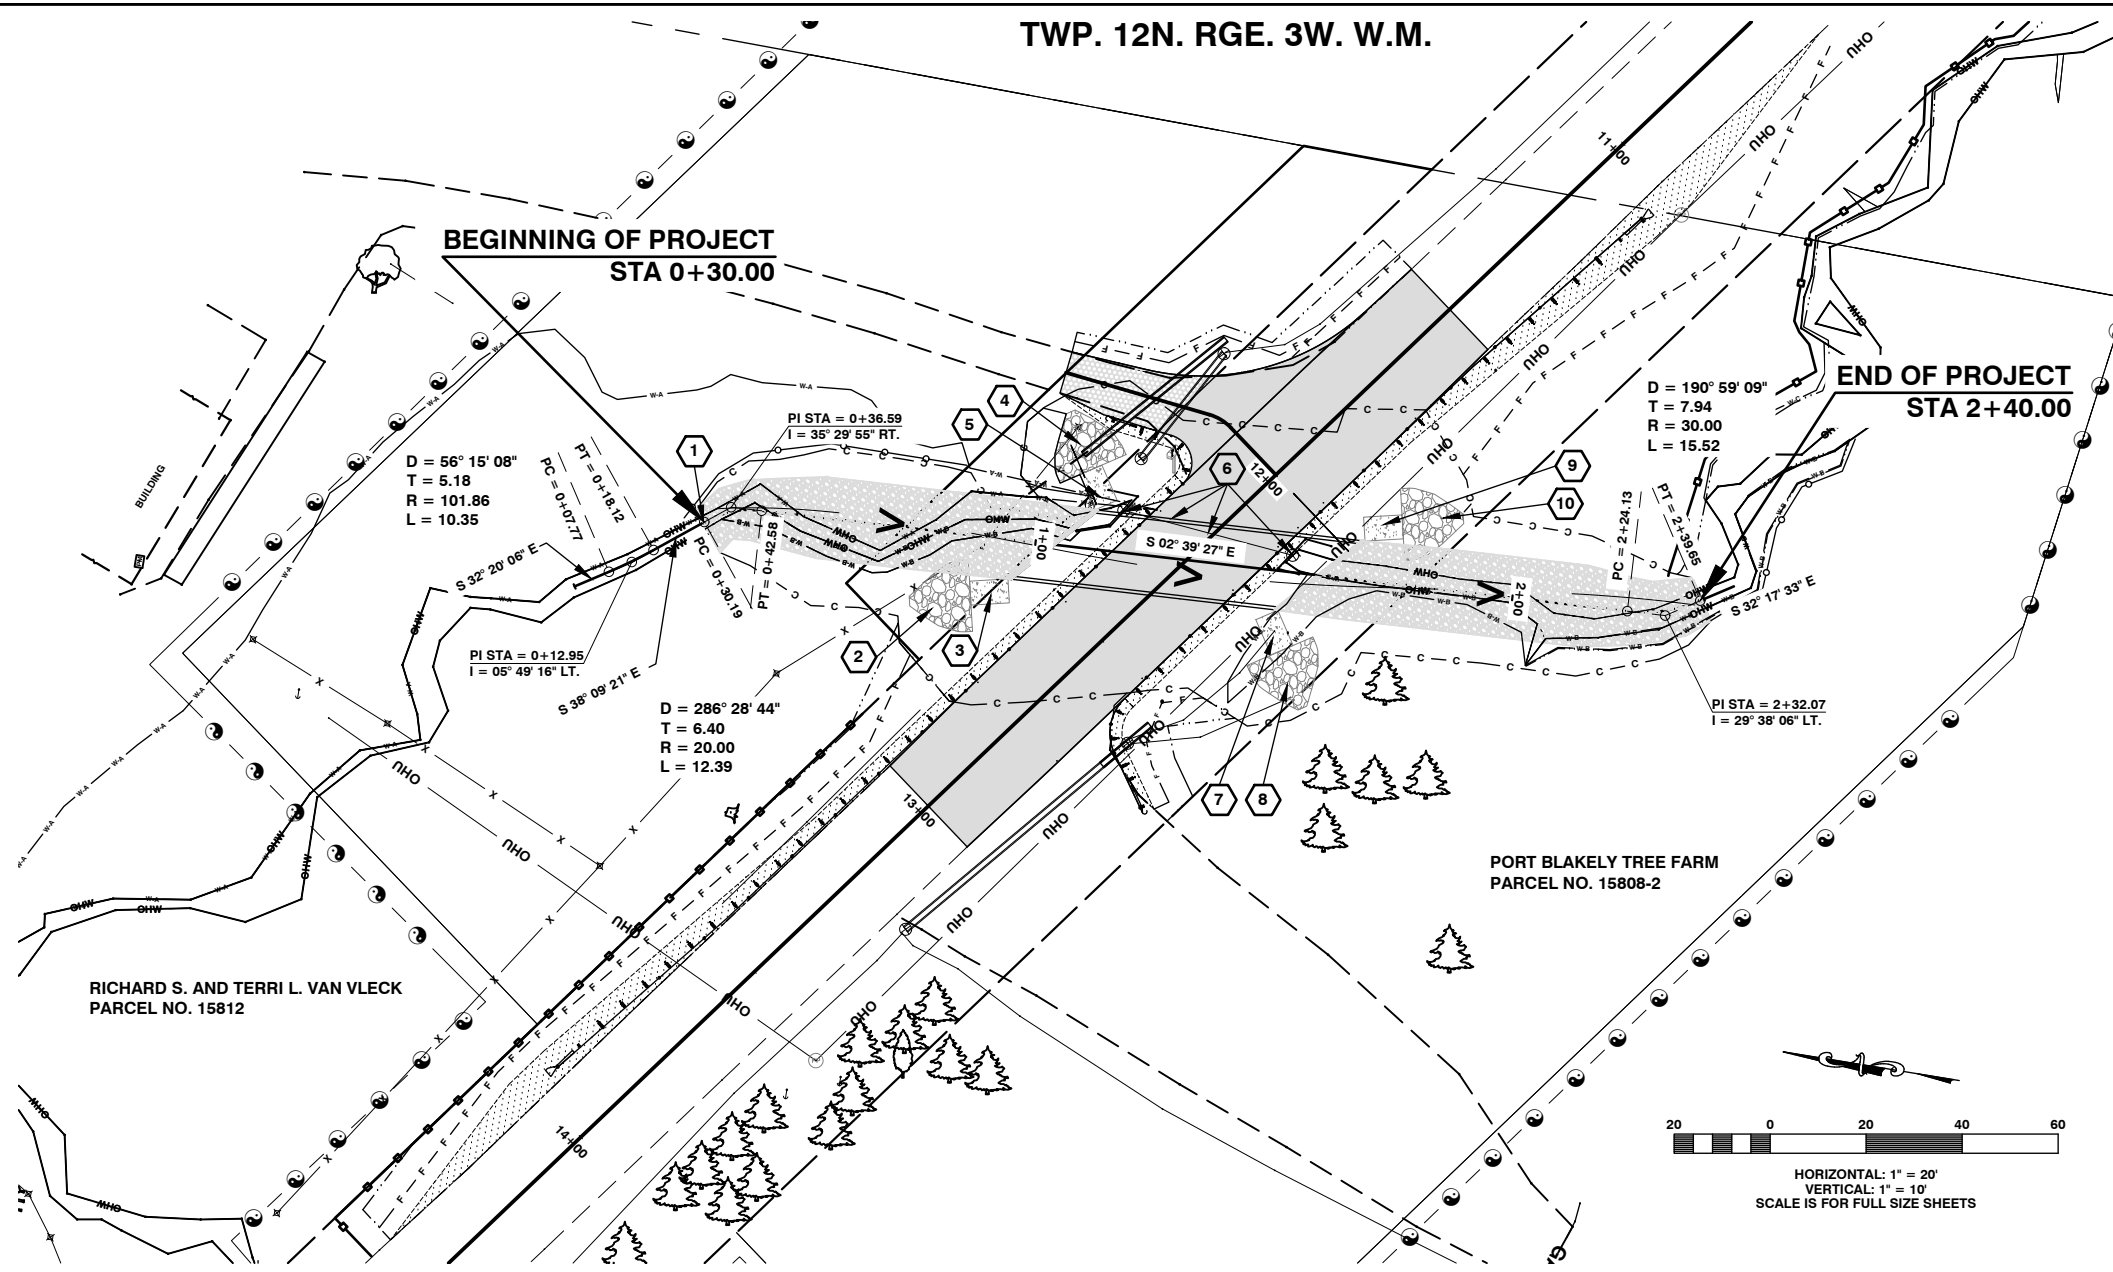 TWP. 12N. RGE. 3W. W.M.
BEGINNING OF PROJECT
STA 0+30.00
END OF PROJECT
STA 2+40.00
D = 190° 59' 09"
T = 7.94
R = 30.00
L = 15.52
PI STA = 0+36.59
I = 35° 29' 55" RT.
D = 56° 15' 08"
T = 5.18
R = 101.86
L = 10.35
PC = 0+07.77
PT = 0+18.12
PC = 0+30.19
PT = 0+42.58
S 32° 20' 06" E
PI STA = 0+12.95
I = 05° 49' 16" LT.
S 38° 09' 21" E
D = 286° 28' 44"
T = 6.40
R = 20.00
L = 12.39
S 02° 39' 27" E
PC = 2+24.13
PT = 2+39.65
S 32° 17' 33" E
PI STA = 2+32.07
I = 29° 38' 06" LT.
BUILDING
1
2
3
4
5
6
7
8
9
10
11+00
12+00
13+00
14+00
1+00
2+00
OHU
OHW
W-A
W-B
W-C
C
F
X
PORT BLAKELY TREE FARM
PARCEL NO. 15808-2
RICHARD S. AND TERRI L. VAN VLECK
PARCEL NO. 15812
20 0 20 40 60
HORIZONTAL: 1" = 20'
VERTICAL: 1" = 10'
SCALE IS FOR FULL SIZE SHEETS